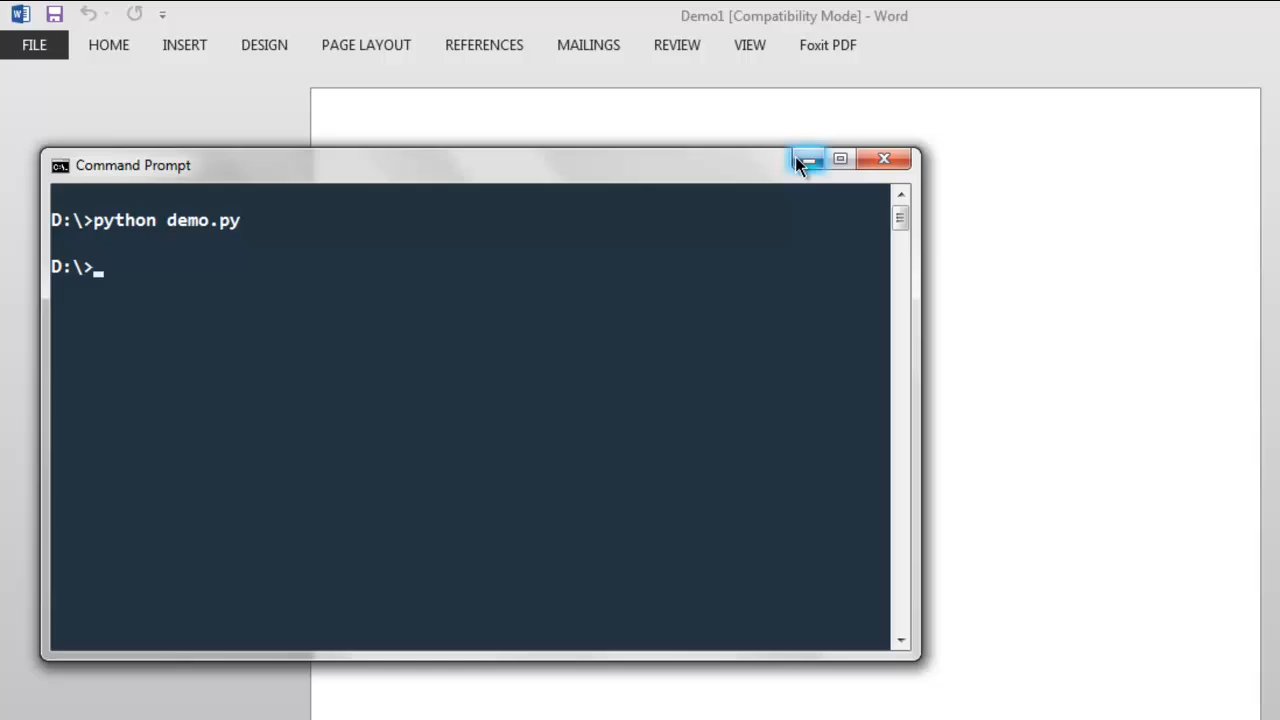 Demo1 [Compatibility Mode] - Word
FILE HOME INSERT DESIGN PAGE LAYOUT REFERENCES MAILINGS REVIEW VIEW Foxit PDF
Command Prompt
D:\>python demo.py
D:\>